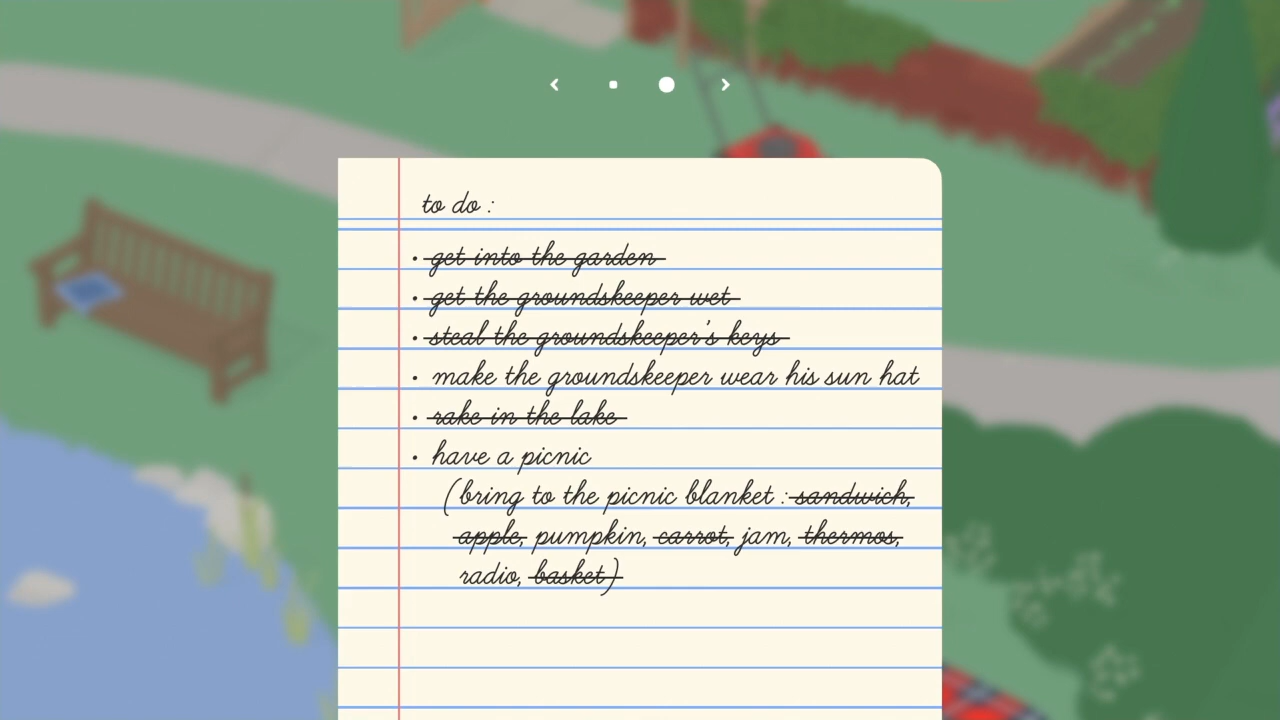 to do :
• get into the garden
• get the groundskeeper wet
• steal the groundskeeper's keys
• make the groundskeeper wear his sun hat
• rake in the lake
• have a picnic
(bring to the picnic blanket : sandwich,
apple, pumpkin, carrot, jam, thermos,
radio, basket)